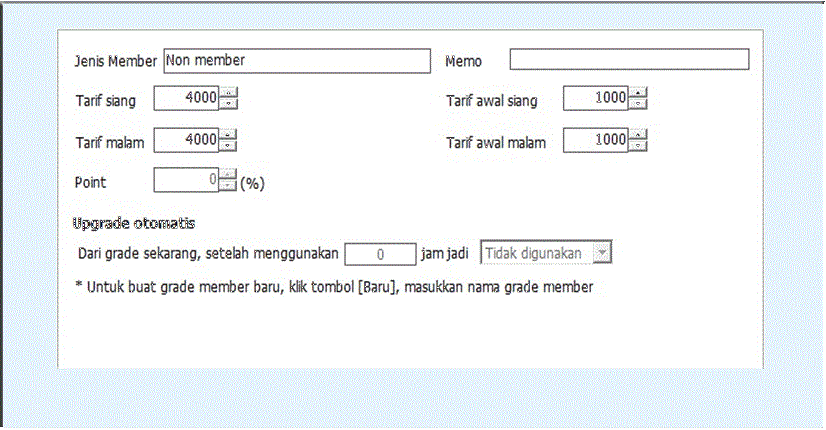 Jenis Member Non member Memo
Tarif siang 4000 Tarif awal siang 1000
Tarif malam 4000 Tarif awal malam 1000
Point 0 (%)
Upgrade otomatis
Dari grade sekarang, setelah menggunakan 0 jam jadi Tidak digunakan
* Untuk buat grade member baru, klik tombol [Baru], masukkan nama grade member